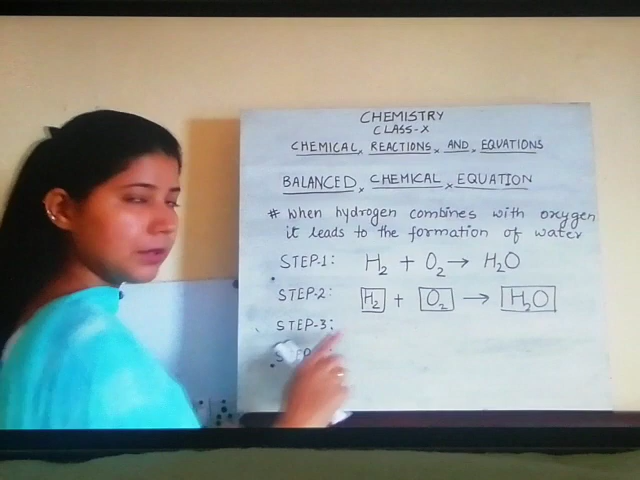 CHEMISTRY
CLASS-X
CHEMICAL REACTIONS AND EQUATIONS
BALANCED CHEMICAL EQUATION
# When hydrogen combines with oxygen
it leads to the formation of water
STEP-1: H₂ + O₂ → H₂O
STEP-2: H₂ + O₂ → H₂O
STEP-3: